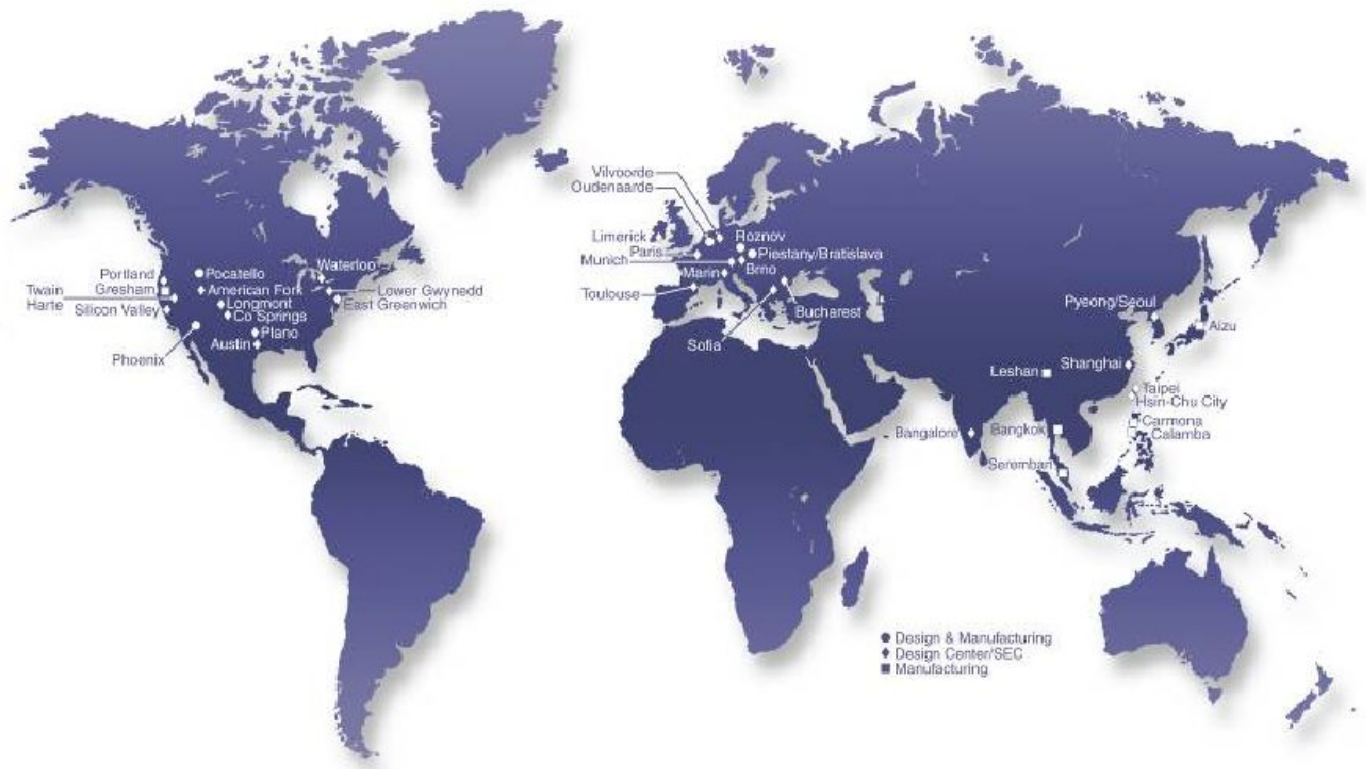 Vilvoorde
Oudenaarde
Limerick
Paris
Munich
Roznov
Piestany/Bratislava
Brno
Marin
Toulouse
Bucharest
Sofia
Portland
Gresham
Twain
Harte
Silicon Valley
Phoenix
Pocatello
American Fork
Longmont
Co Springs
Plano
Austin
Waterloo
Lower Gwynedd
East Greenwich
Pyeong/Seoul
Aizu
Leshan
Shanghai
Taipei
Hsin-Chu City
Bangalore
Bangkok
Carmona
Calamba
Seremban
Design & Manufacturing
Design Center/SEC
Manufacturing